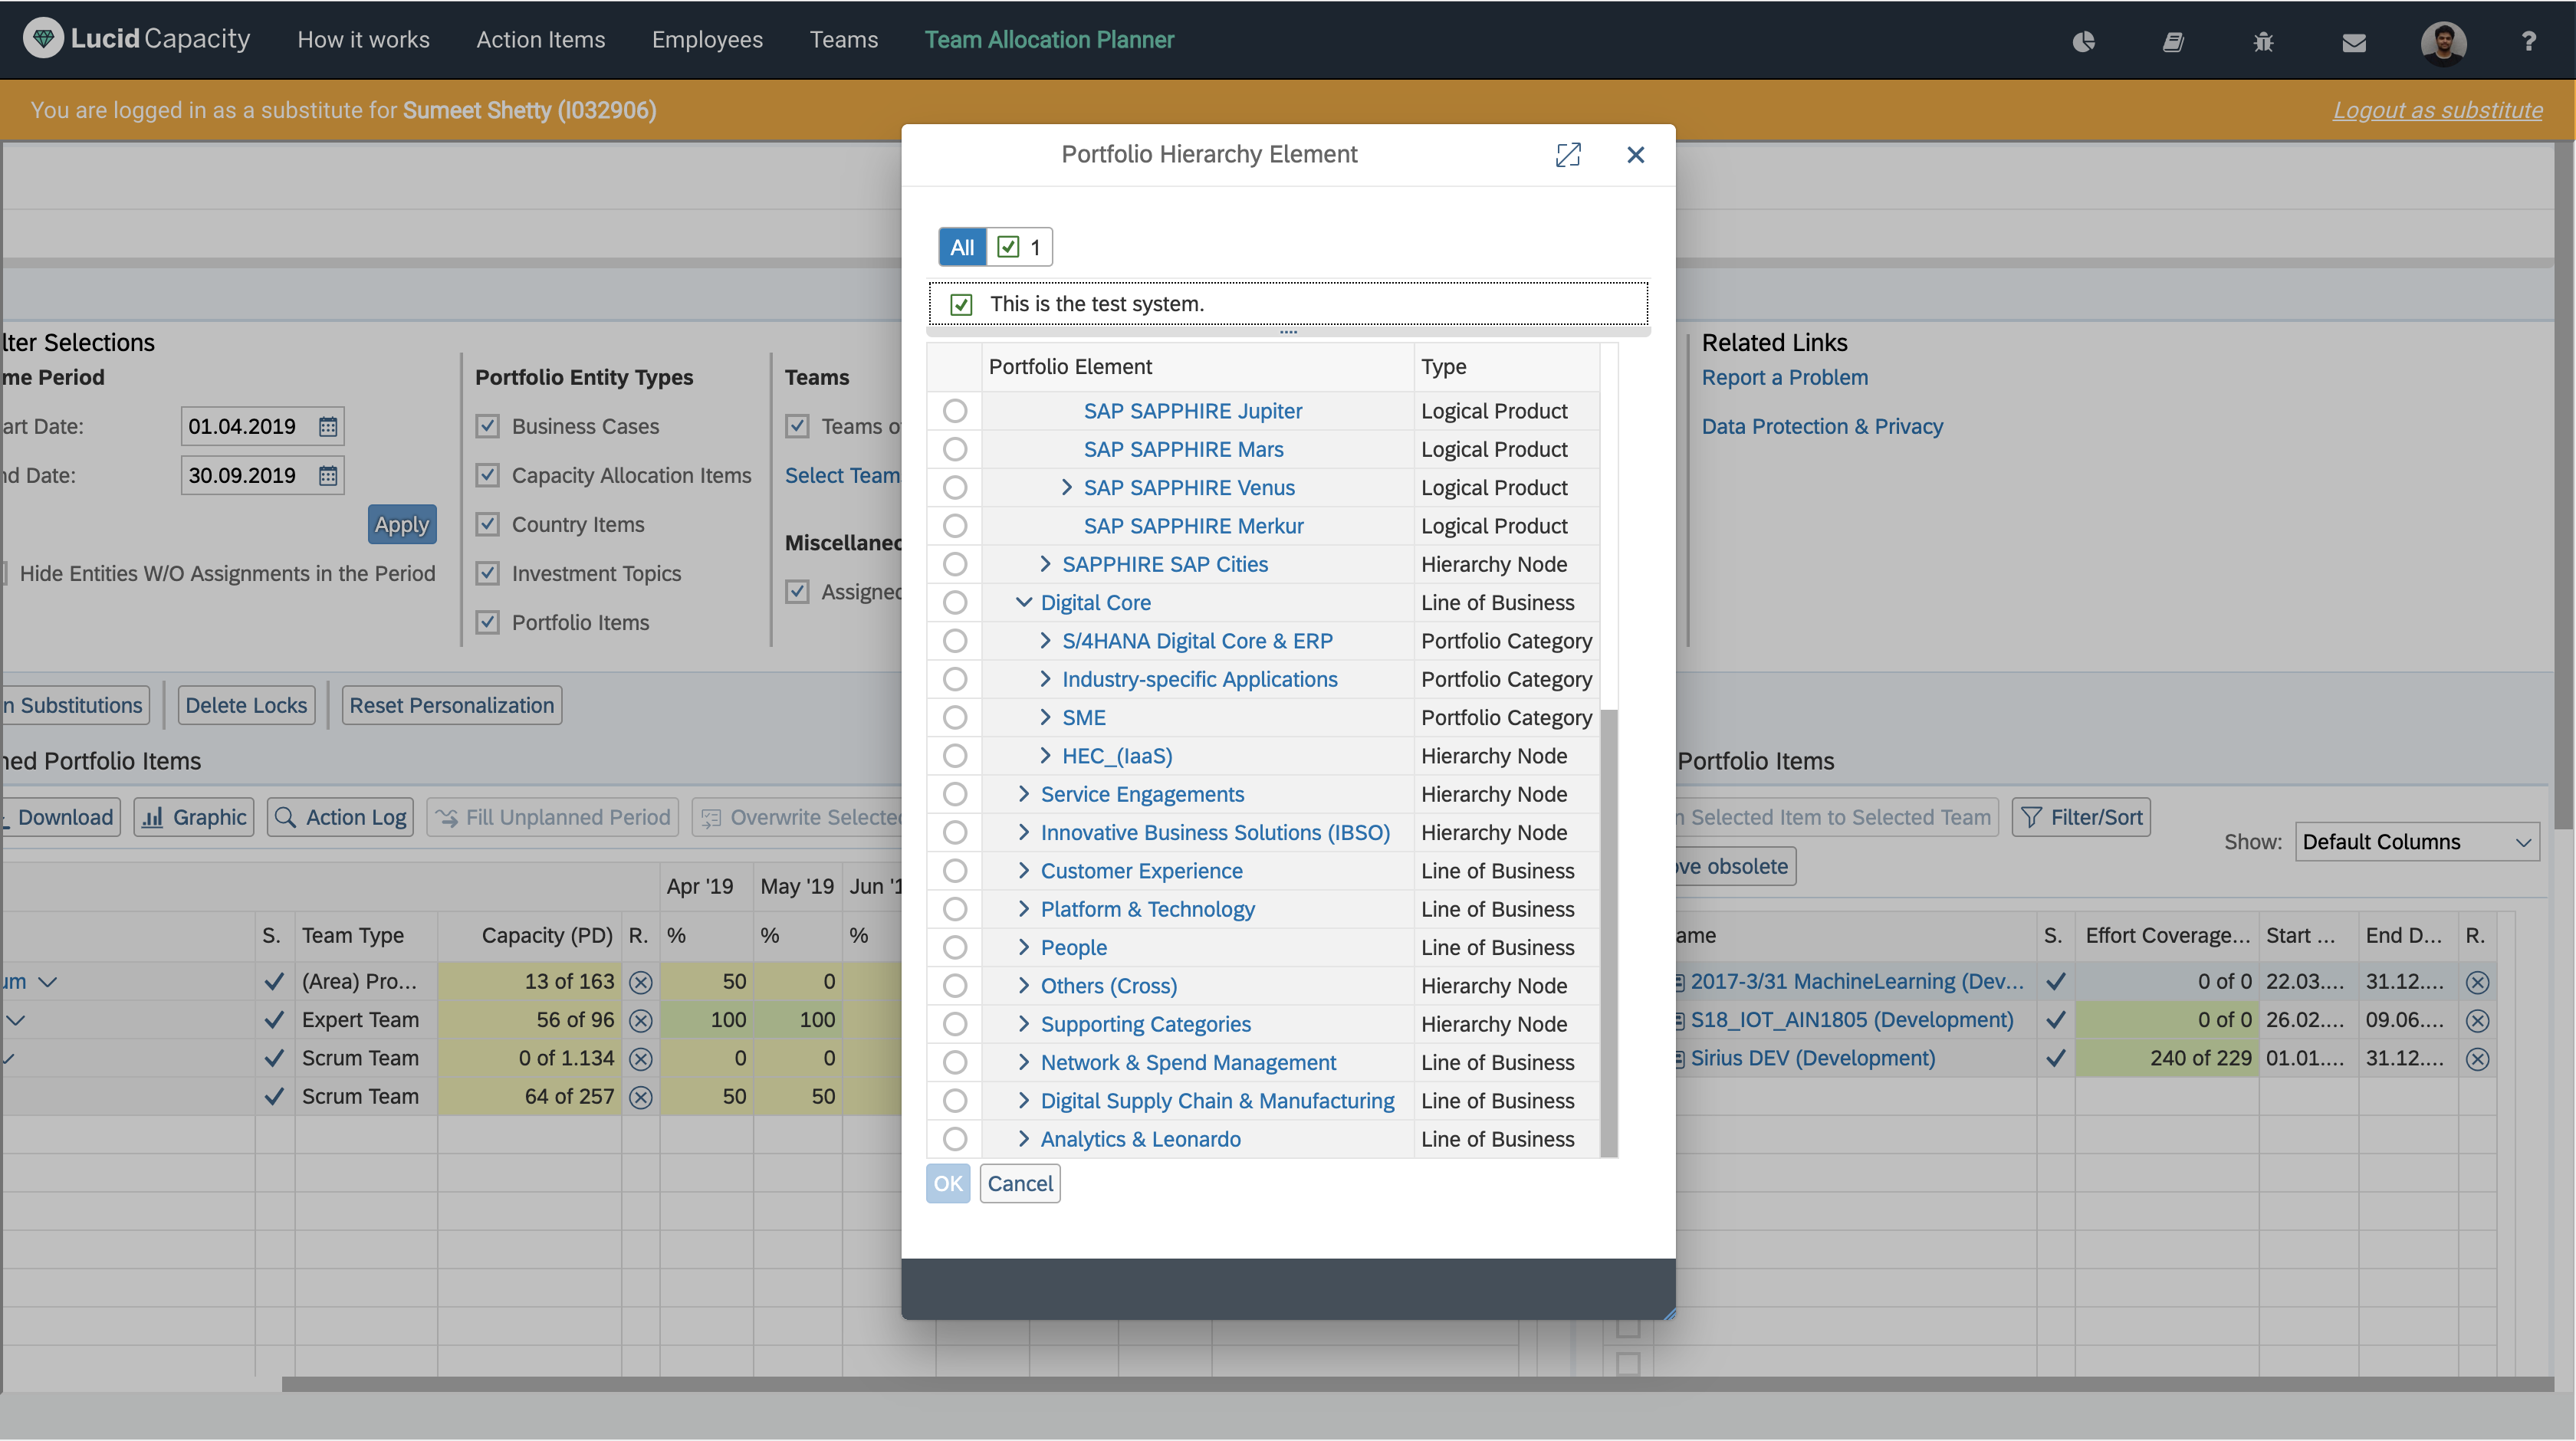 Lucid Capacity How it works Action Items Employees Teams Team Allocation Planner ?
You are logged in as a substitute for Sumeet Shetty (I032906) Logout as substitute
Portfolio Hierarchy Element
All 1
This is the test system.
Portfolio Element Type
SAP SAPPHIRE Jupiter Logical Product
SAP SAPPHIRE Mars Logical Product
SAP SAPPHIRE Venus Logical Product
SAP SAPPHIRE Merkur Logical Product
SAPPHIRE SAP Cities Hierarchy Node
Digital Core Line of Business
S/4HANA Digital Core & ERP Portfolio Category
Industry-specific Applications Portfolio Category
SME Portfolio Category
HEC_(IaaS) Hierarchy Node
Service Engagements Hierarchy Node
Innovative Business Solutions (IBSO) Hierarchy Node
Customer Experience Line of Business
Platform & Technology Line of Business
People Line of Business
Others (Cross) Hierarchy Node
Supporting Categories Hierarchy Node
Network & Spend Management Line of Business
Digital Supply Chain & Manufacturing Line of Business
Analytics & Leonardo Line of Business
OK Cancel
lter Selections
me Period
art Date: 01.04.2019
nd Date: 30.09.2019
Apply
Hide Entities W/O Assignments in the Period
Portfolio Entity Types
Business Cases
Capacity Allocation Items
Country Items
Investment Topics
Portfolio Items
Teams
Teams o
Select Team
Miscellanec
Assigned
Related Links
Report a Problem
Data Protection & Privacy
n Substitutions Delete Locks Reset Personalization
ned Portfolio Items
Download Graphic Action Log Fill Unplanned Period Overwrite Selected
Apr '19 May '19 Jun '1
S. Team Type Capacity (PD) R. % % %
um (Area) Pro... 13 of 163 50 0
Expert Team 56 of 96 100 100
Scrum Team 0 of 1.134 0 0
Scrum Team 64 of 257 50 50
Portfolio Items
n Selected Item to Selected Team Filter/Sort
Show: Default Columns
ve obsolete
ame S. Effort Coverage... Start ... End D... R.
2017-3/31 MachineLearning (Dev... 0 of 0 22.03.... 31.12....
S18_IOT_AIN1805 (Development) 0 of 0 26.02.... 09.06....
Sirius DEV (Development) 240 of 229 01.01.... 31.12....